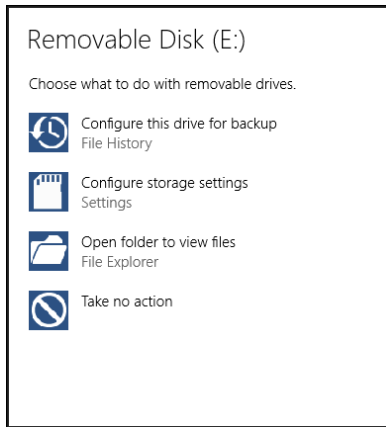 Removable Disk (E:)
Choose what to do with removable drives.
Configure this drive for backup
File History
Configure storage settings
Settings
Open folder to view files
File Explorer
Take no action